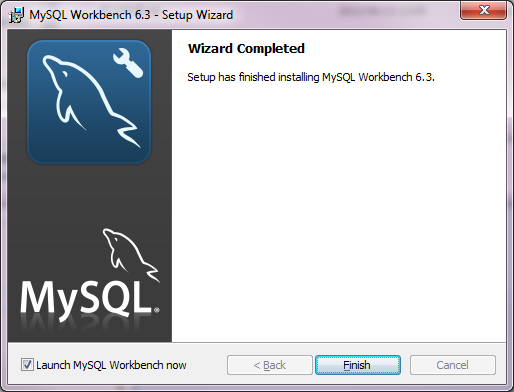 MySQL Workbench 6.3 - Setup Wizard
Wizard Completed
Setup has finished installing MySQL Workbench 6.3.
MySQL®
Launch MySQL Workbench now
< Back
Finish
Cancel